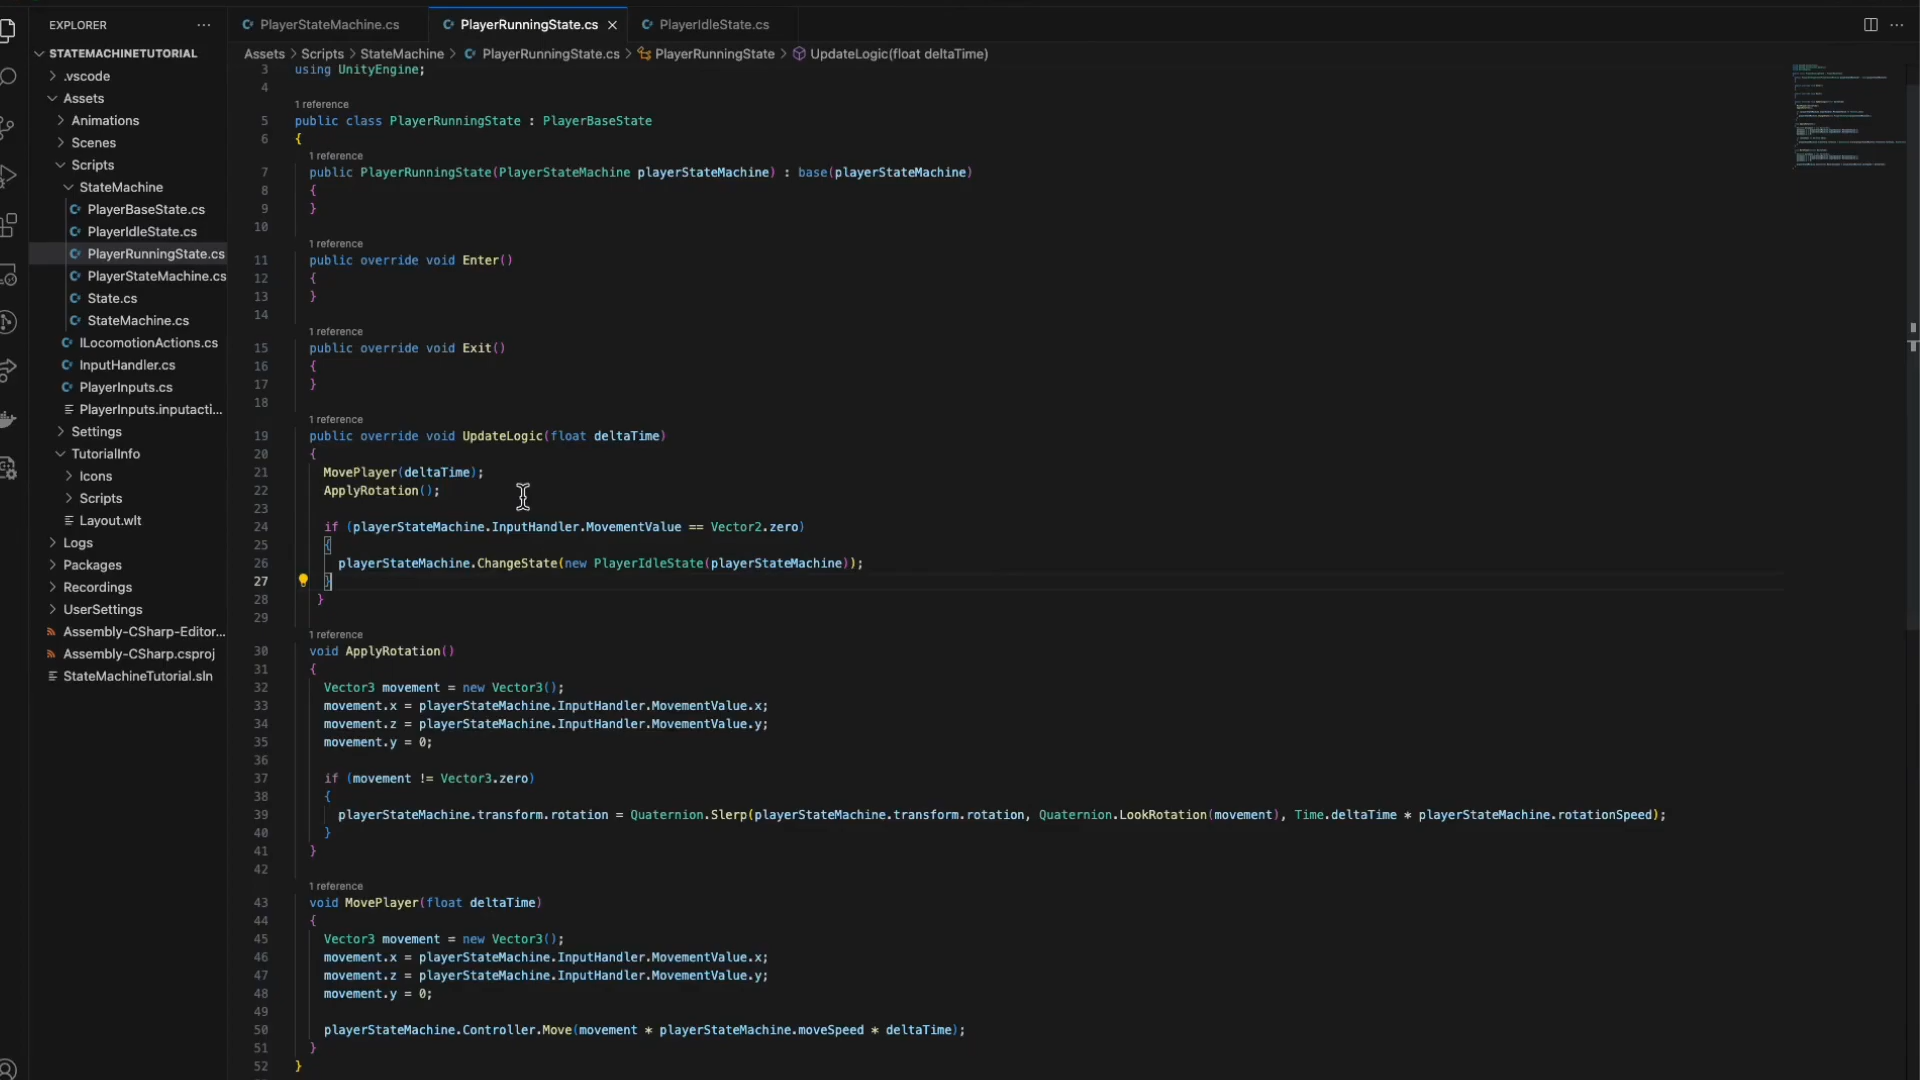 EXPLORER
STATEMACHINETUTORIAL
.vscode
Assets
Animations
Scenes
Scripts
StateMachine
PlayerBaseState.cs
PlayerIdleState.cs
PlayerRunningState.cs
PlayerStateMachine.cs
State.cs
StateMachine.cs
ILocomotionActions.cs
InputHandler.cs
PlayerInputs.cs
PlayerInputs.inputacti...
Settings
TutorialInfo
Icons
Scripts
Layout.wlt
Logs
Packages
Recordings
UserSettings
Assembly-CSharp-Editor...
Assembly-CSharp.csproj
StateMachineTutorial.sln
PlayerStateMachine.cs PlayerRunningState.cs PlayerIdleState.cs
Assets > Scripts > StateMachine > PlayerRunningState.cs > PlayerRunningState > UpdateLogic(float deltaTime)
3 using UnityEngine;
4
1 reference
5 public class PlayerRunningState : PlayerBaseState
6 {
1 reference
7 public PlayerRunningState(PlayerStateMachine playerStateMachine) : base(playerStateMachine)
8 {
9 }
10
1 reference
11 public override void Enter()
12 {
13 }
14
1 reference
15 public override void Exit()
16 {
17 }
18
1 reference
19 public override void UpdateLogic(float deltaTime)
20 {
21 MovePlayer(deltaTime);
22 ApplyRotation();
23
24 if (playerStateMachine.InputHandler.MovementValue == Vector2.zero)
25 {
26 playerStateMachine.ChangeState(new PlayerIdleState(playerStateMachine));
27 }
28 }
29
1 reference
30 void ApplyRotation()
31 {
32 Vector3 movement = new Vector3();
33 movement.x = playerStateMachine.InputHandler.MovementValue.x;
34 movement.z = playerStateMachine.InputHandler.MovementValue.y;
35 movement.y = 0;
36
37 if (movement != Vector3.zero)
38 {
39 playerStateMachine.transform.rotation = Quaternion.Slerp(playerStateMachine.transform.rotation, Quaternion.LookRotation(movement), Time.deltaTime * playerStateMachine.rotationSpeed);
40 }
41 }
42
1 reference
43 void MovePlayer(float deltaTime)
44 {
45 Vector3 movement = new Vector3();
46 movement.x = playerStateMachine.InputHandler.MovementValue.x;
47 movement.z = playerStateMachine.InputHandler.MovementValue.y;
48 movement.y = 0;
49
50 playerStateMachine.Controller.Move(movement * playerStateMachine.moveSpeed * deltaTime);
51 }
52 }